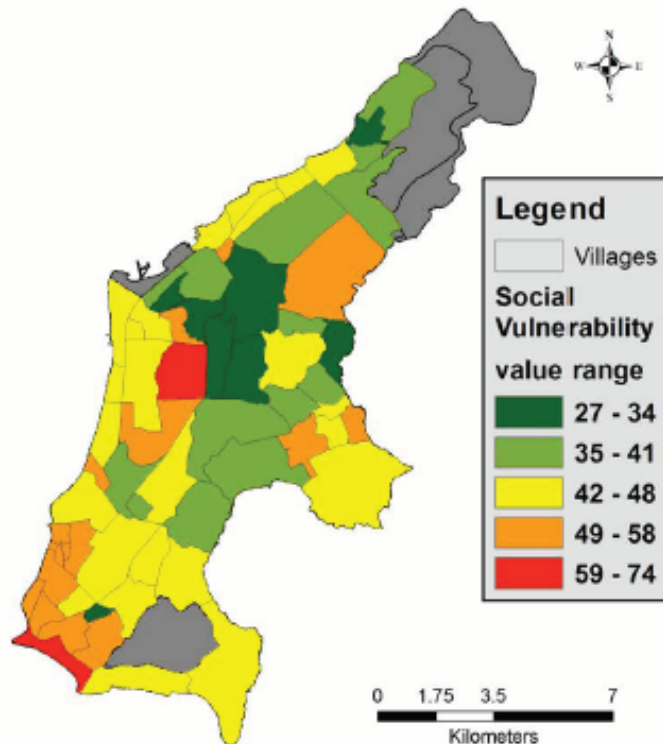 N
W E
S
Legend
Villages
Social
Vulnerability
value range
27 - 34
35 - 41
42 - 48
49 - 58
59 - 74
0 1.75 3.5 7
Kilometers